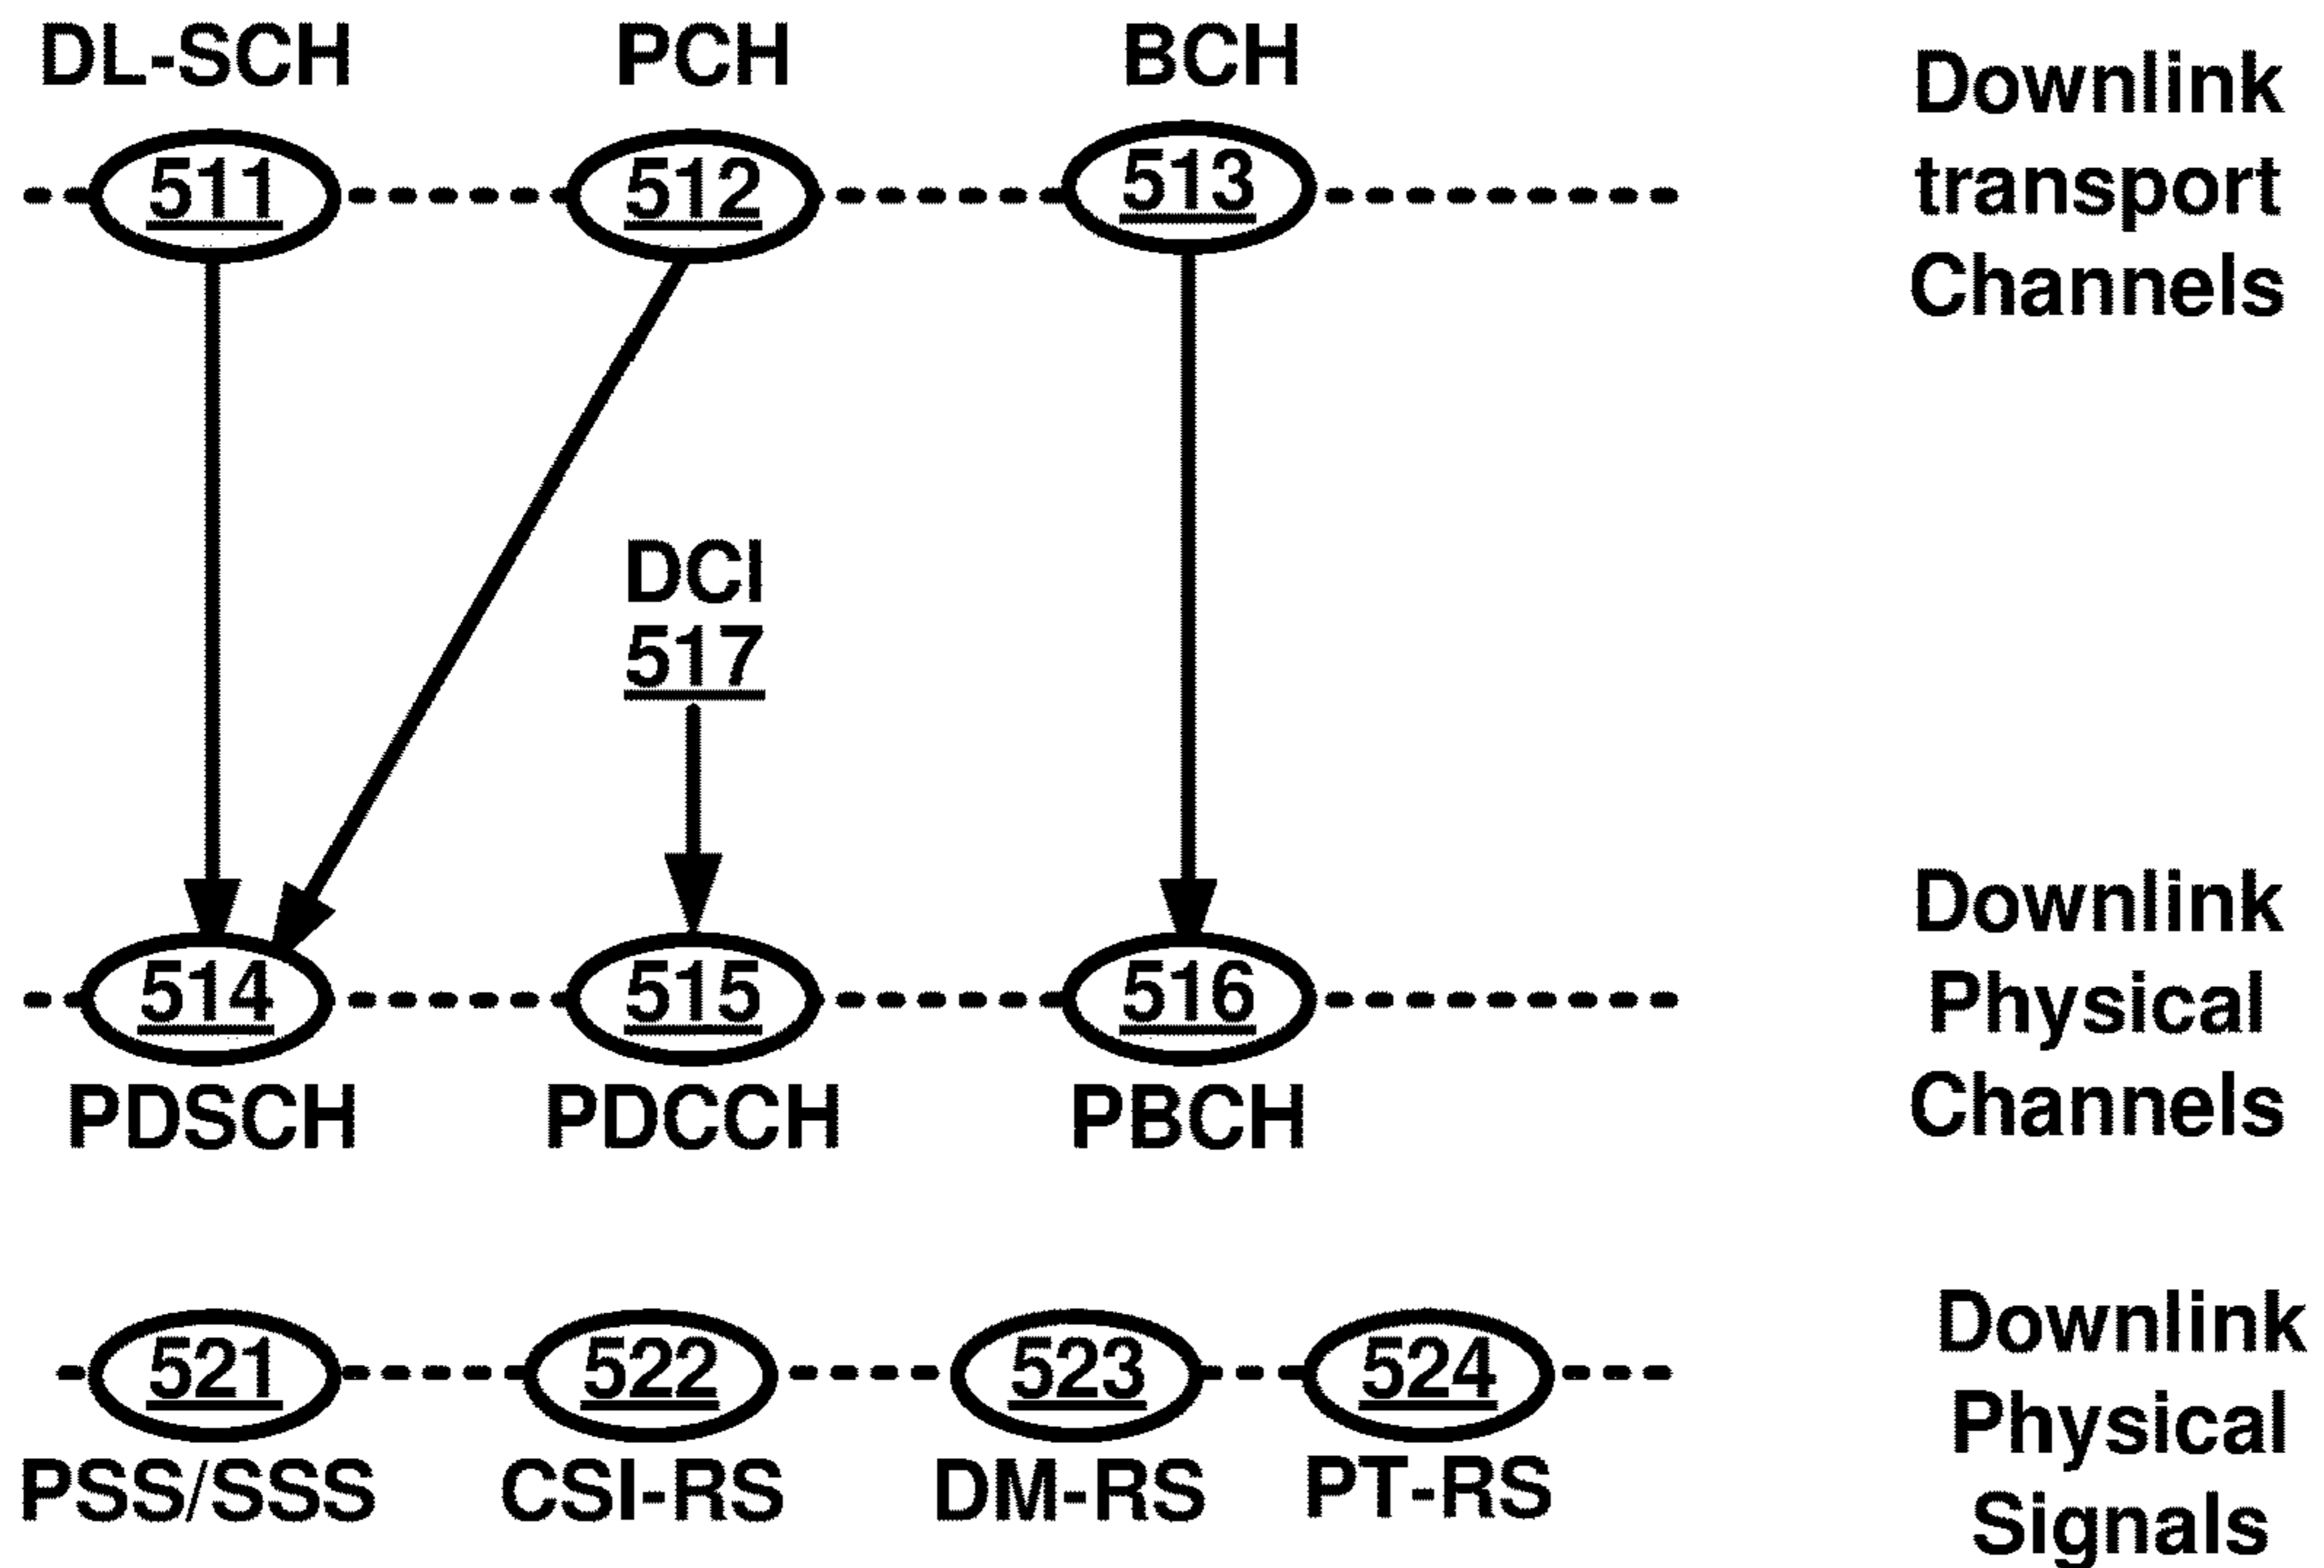 DL-SCH PCH BCH
511 512 513
Downlink
transport
Channels
DCI
517
514 515 516
PDSCH PDCCH PBCH
Downlink
Physical
Channels
521 522 523 524
PSS/SSS CSI-RS DM-RS PT-RS
Downlink
Physical
Signals